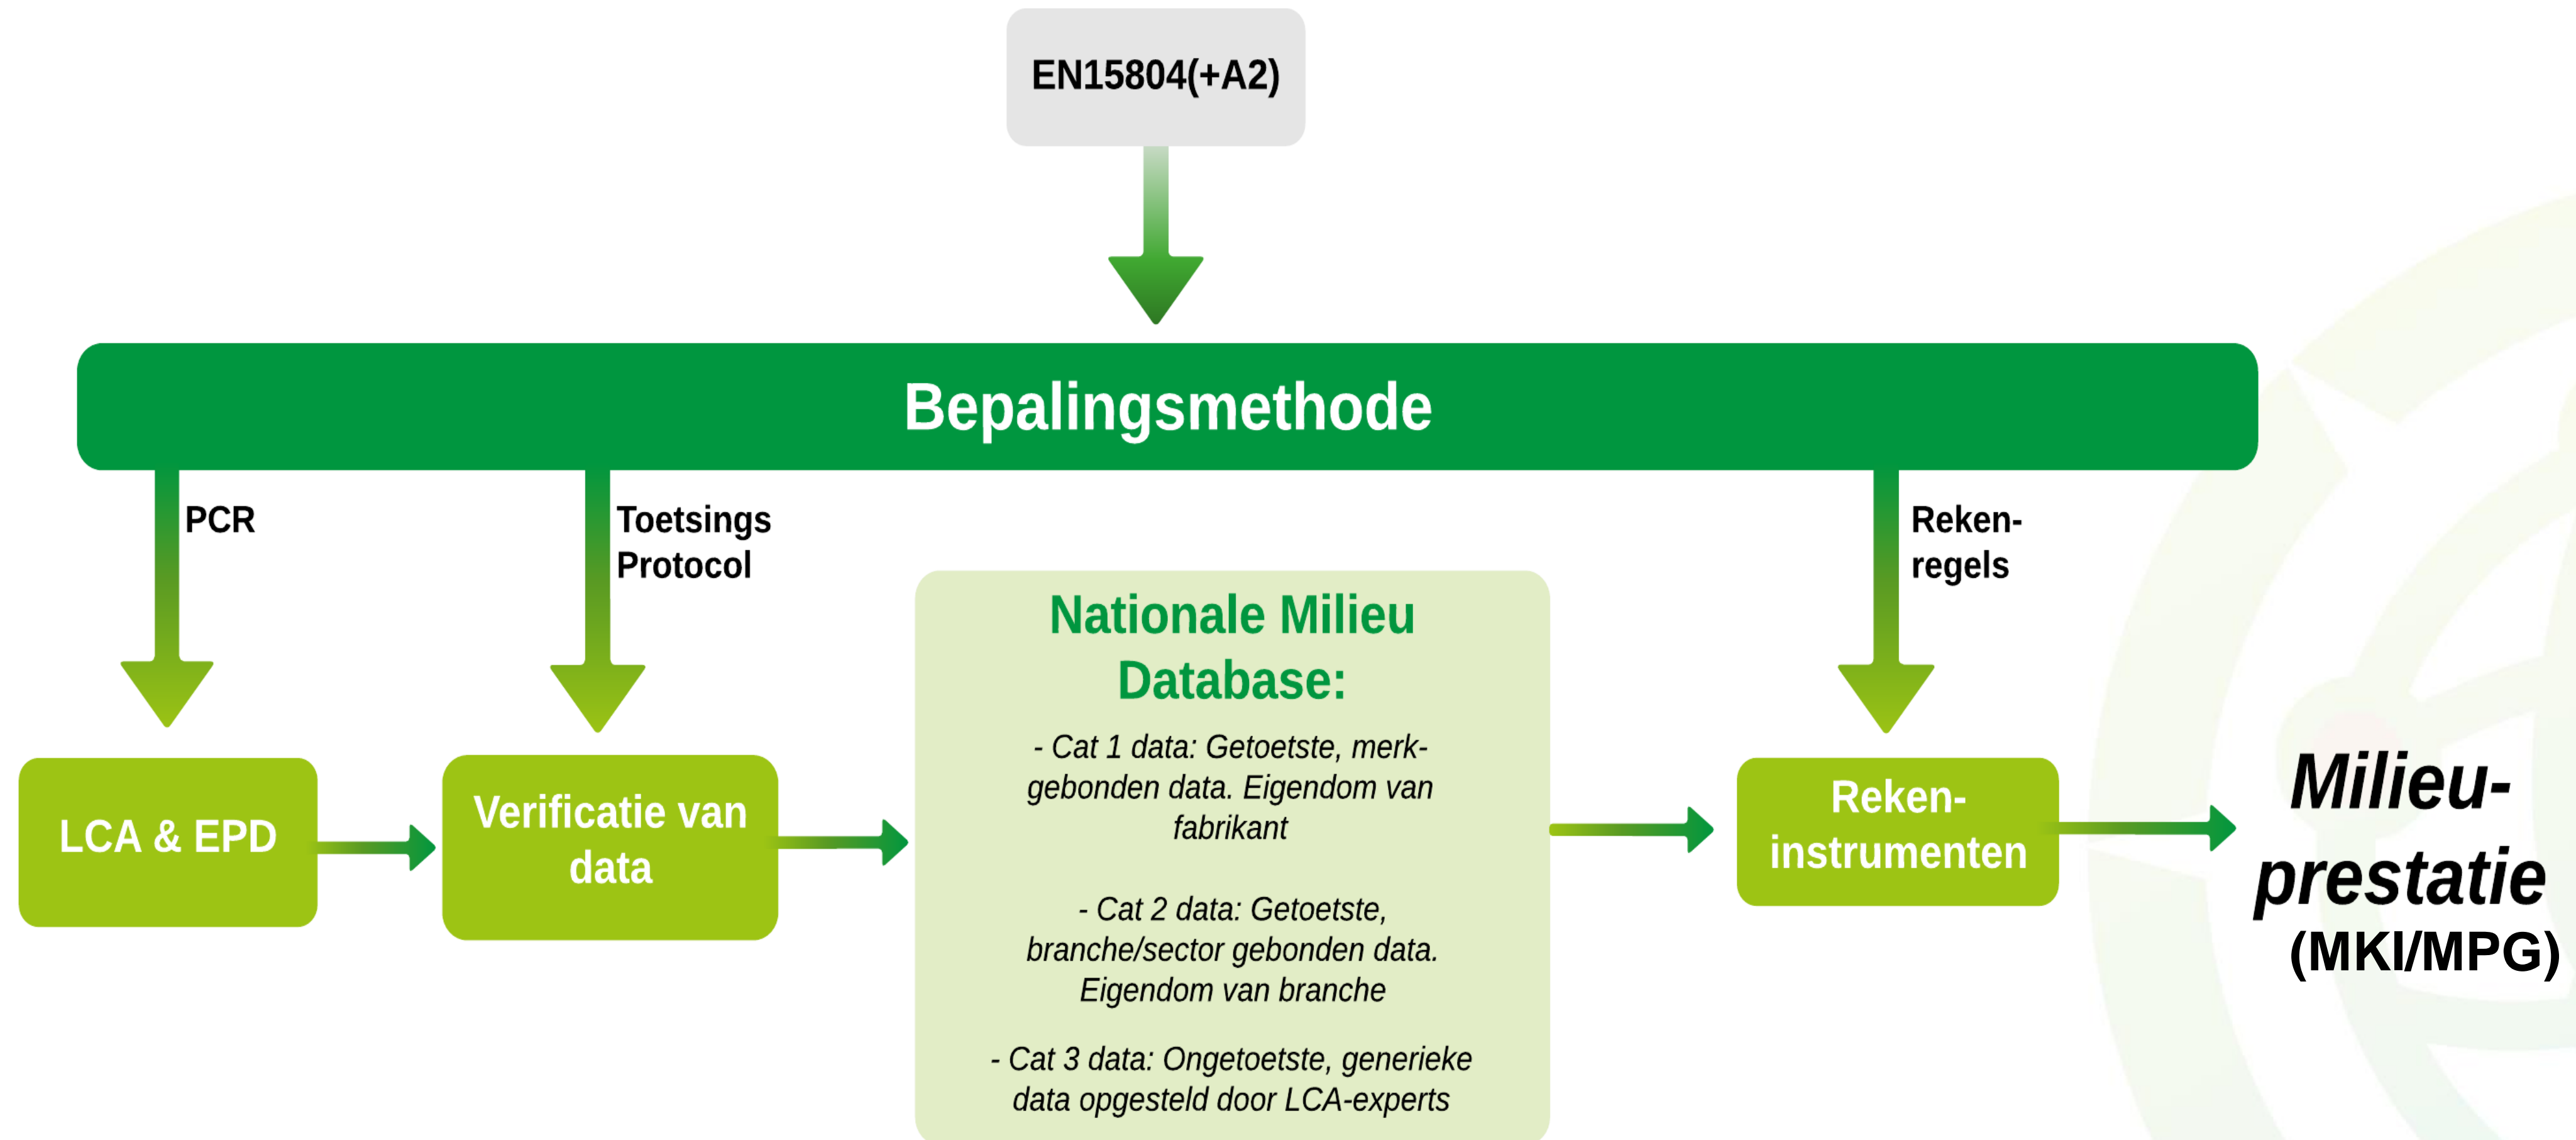 EN15804(+A2)
Bepalingsmethode
PCR
Toetsings
Protocol
Reken-
regels
LCA & EPD
Verificatie van
data
Nationale Milieu
Database:
- Cat 1 data: Getoetste, merk-
gebonden data. Eigendom van
fabrikant
- Cat 2 data: Getoetste,
branche/sector gebonden data.
Eigendom van branche
- Cat 3 data: Ongetoetste, generieke
data opgesteld door LCA-experts
Reken-
instrumenten
Milieu-
prestatie
(MKI/MPG)